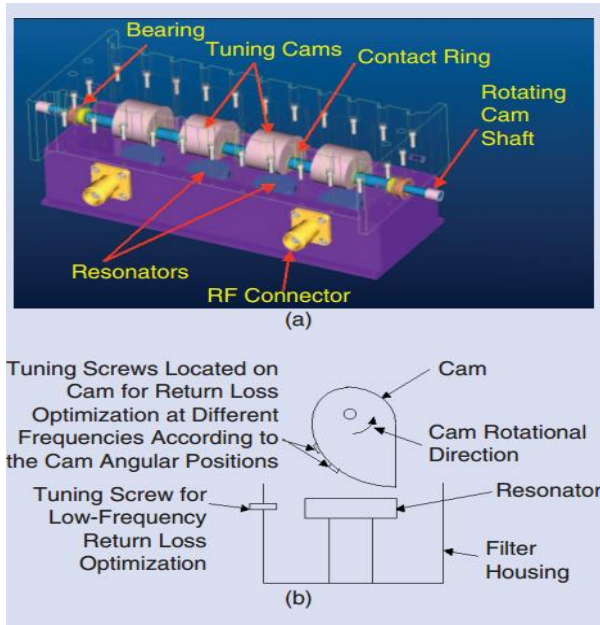 Bearing
Tuning Cams
Contact Ring
Rotating
Cam
Shaft
Resonators
RF Connector
(a)
Tuning Screws Located on
Cam for Return Loss
Optimization at Different
Frequencies According to
the Cam Angular Positions
Cam
Cam Rotational
Direction
Tuning Screw for
Low-Frequency
Return Loss
Optimization
Resonator
Filter
Housing
(b)